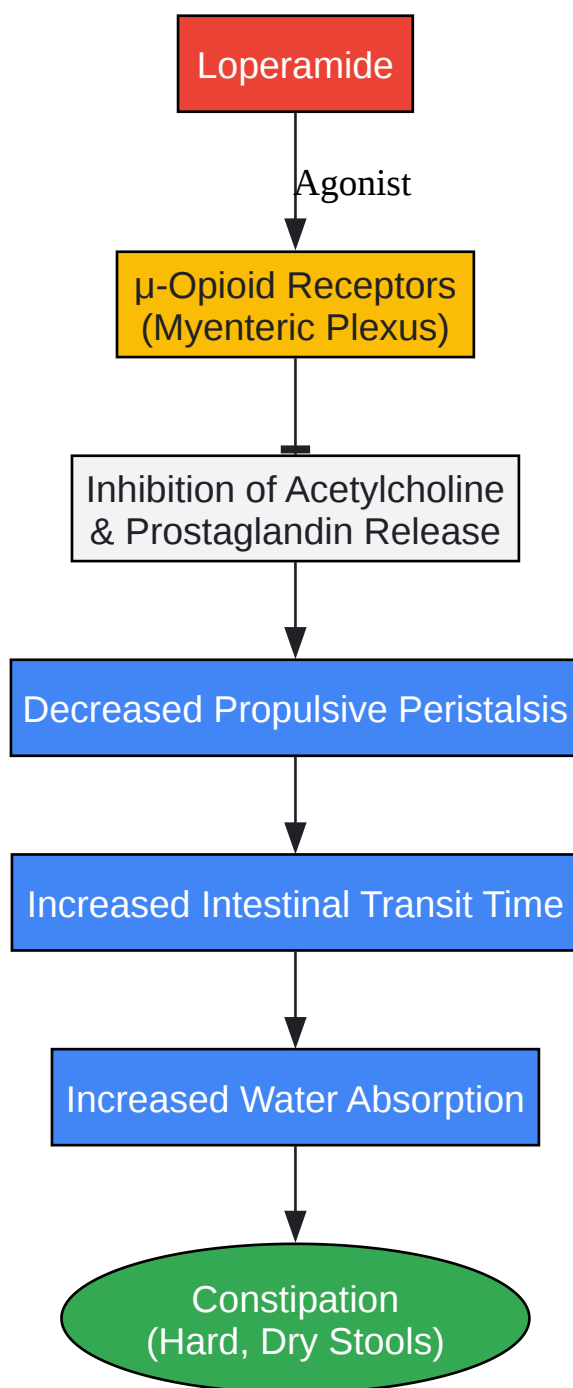 Loperamide
Agonist
μ-Opioid Receptors
(Myenteric Plexus)
Inhibition of Acetylcholine
& Prostaglandin Release
Decreased Propulsive Peristalsis
Increased Intestinal Transit Time
Increased Water Absorption
Constipation
(Hard, Dry Stools)